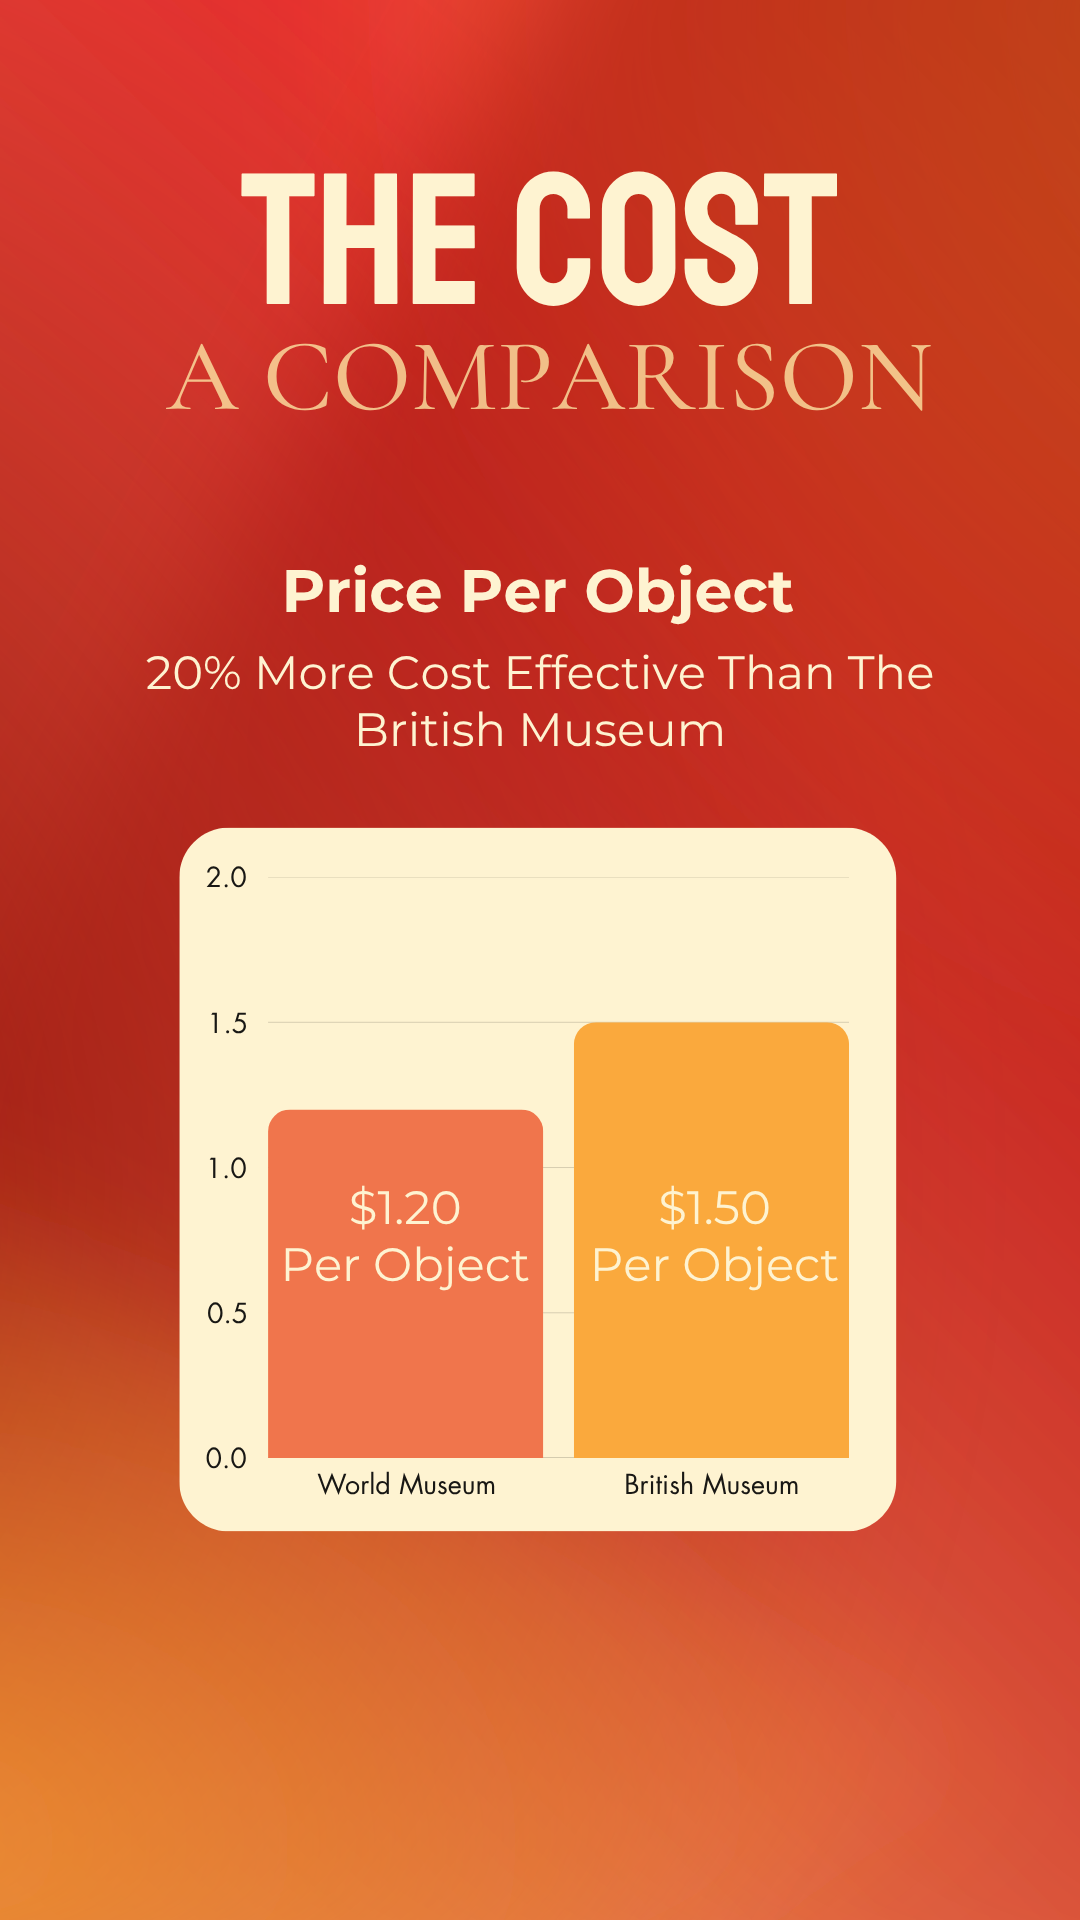 THE COST
A COMPARISON
Price Per Object
20% More Cost Effective Than The
British Museum
2.0
1.5
1.0
0.5
0.0
$1.20
Per Object
$1.50
Per Object
World Museum
British Museum